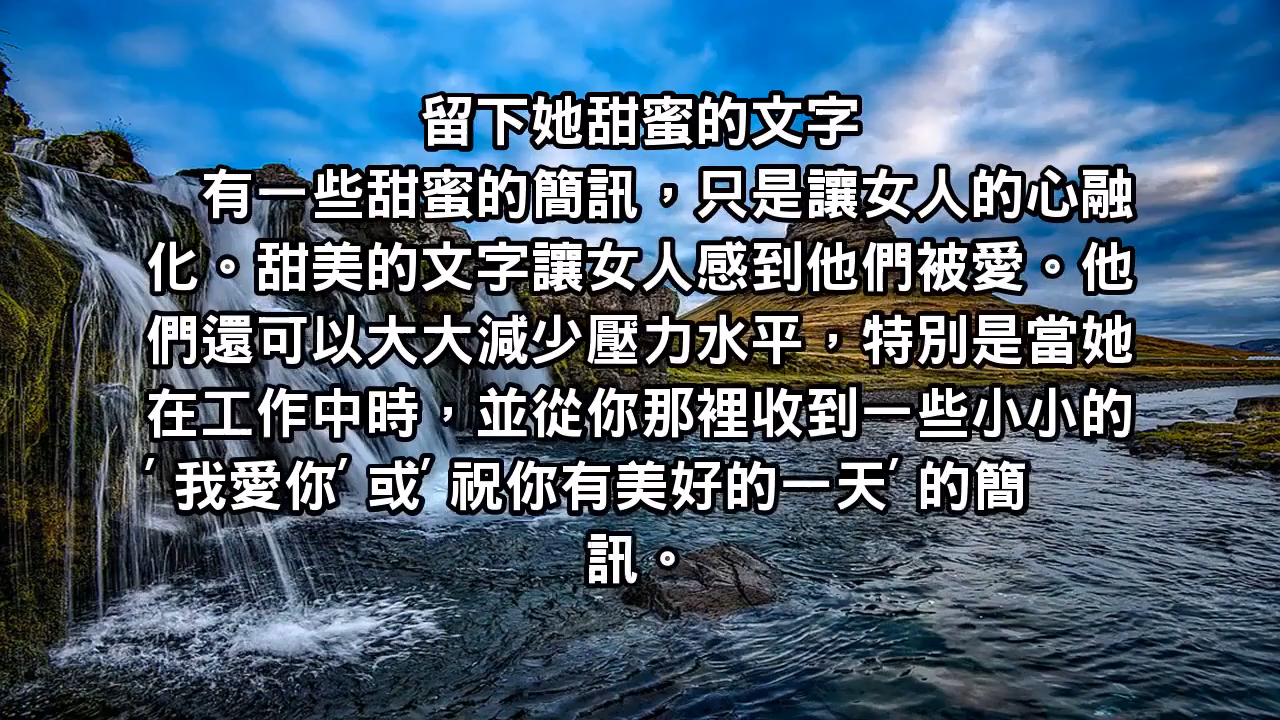 留下她甜蜜的文字
有一些甜蜜的簡訊，只是讓女人的心融
化。甜美的文字讓女人感到他們被愛。他
們還可以大大減少壓力水平，特別是當她
在工作中時，並從你那裡收到一些小小的
'我愛你'或'祝你有美好的一天'的簡
訊。